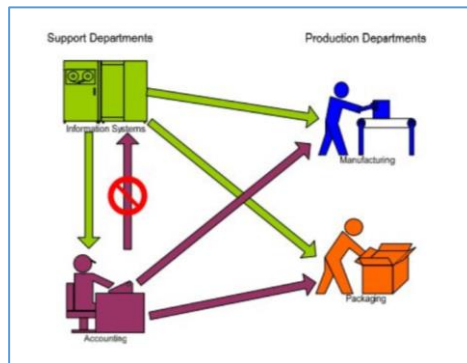 Support Departments
Production Departments
Information Systems
Manufacturing
Accounting
Packaging